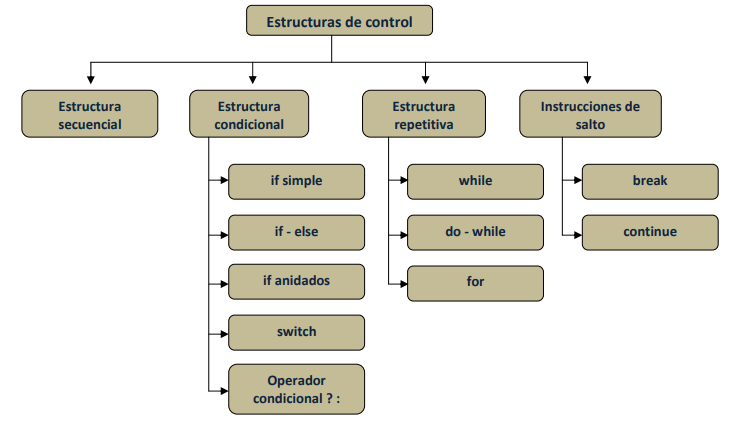 Estructuras de control
Estructura
secuencial
Estructura
condicional
Estructura
repetitiva
Instrucciones de
salto
if simple
if - else
if anidados
switch
Operador
condicional ? :
while
do - while
for
break
continue